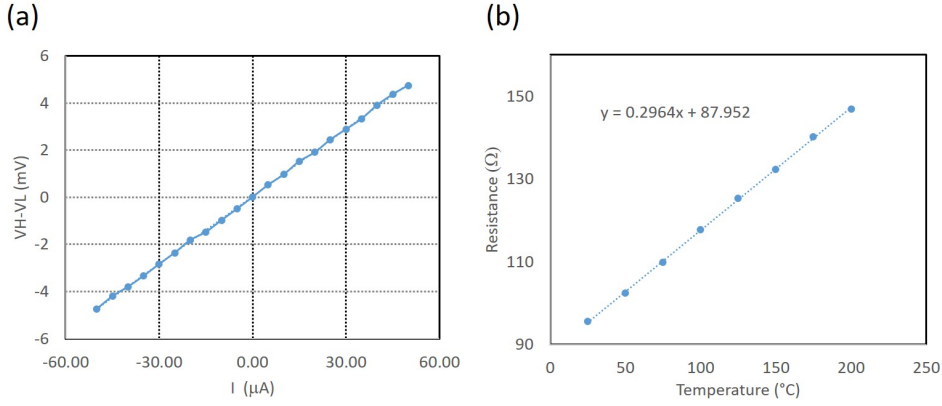 (a)
6
4
2
0
-2
-4
-6
VH-VL (mV)
-60.00 -30.00 0.00 30.00 60.00
I (μA)
(b)
150
130
110
90
Resistance (Ω)
y = 0.2964x + 87.952
0 50 100 150 200 250
Temperature (°C)